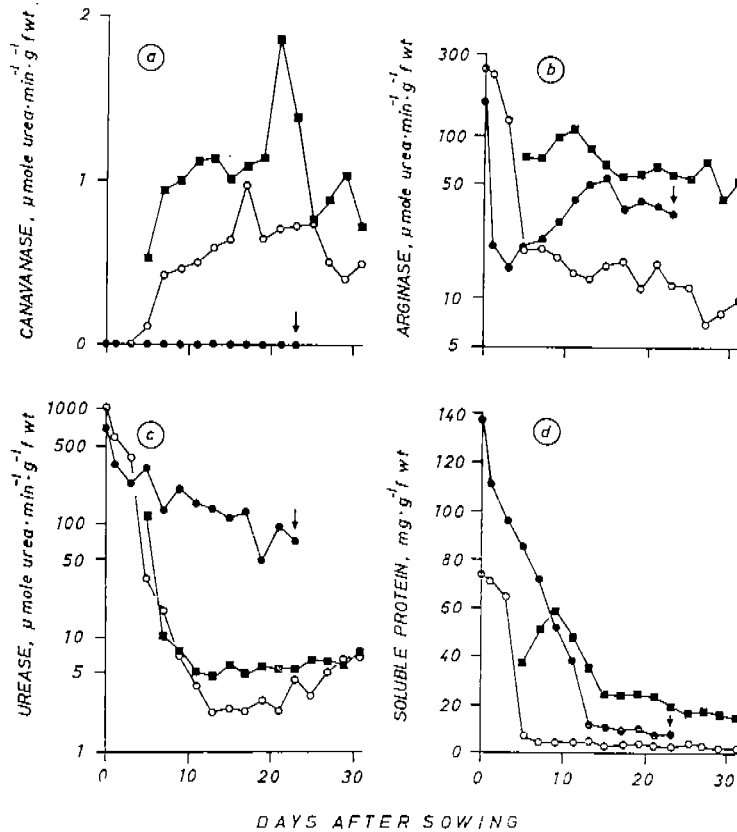 CANAVANASE, µmole urea·min⁻¹·g⁻¹ f wt.
2
1
0
a
ARGINASE, µmole urea·min⁻¹·g⁻¹ f wt
300
100
50
10
5
b
UREASE, µmole urea·min⁻¹·g⁻¹ f wt
1000
500
100
50
10
5
1
0 10 20 30
c
SOLUBLE PROTEIN, mg·g⁻¹ f wt
140
120
100
80
60
40
20
0
0 10 20 30
d
DAYS AFTER SOWING